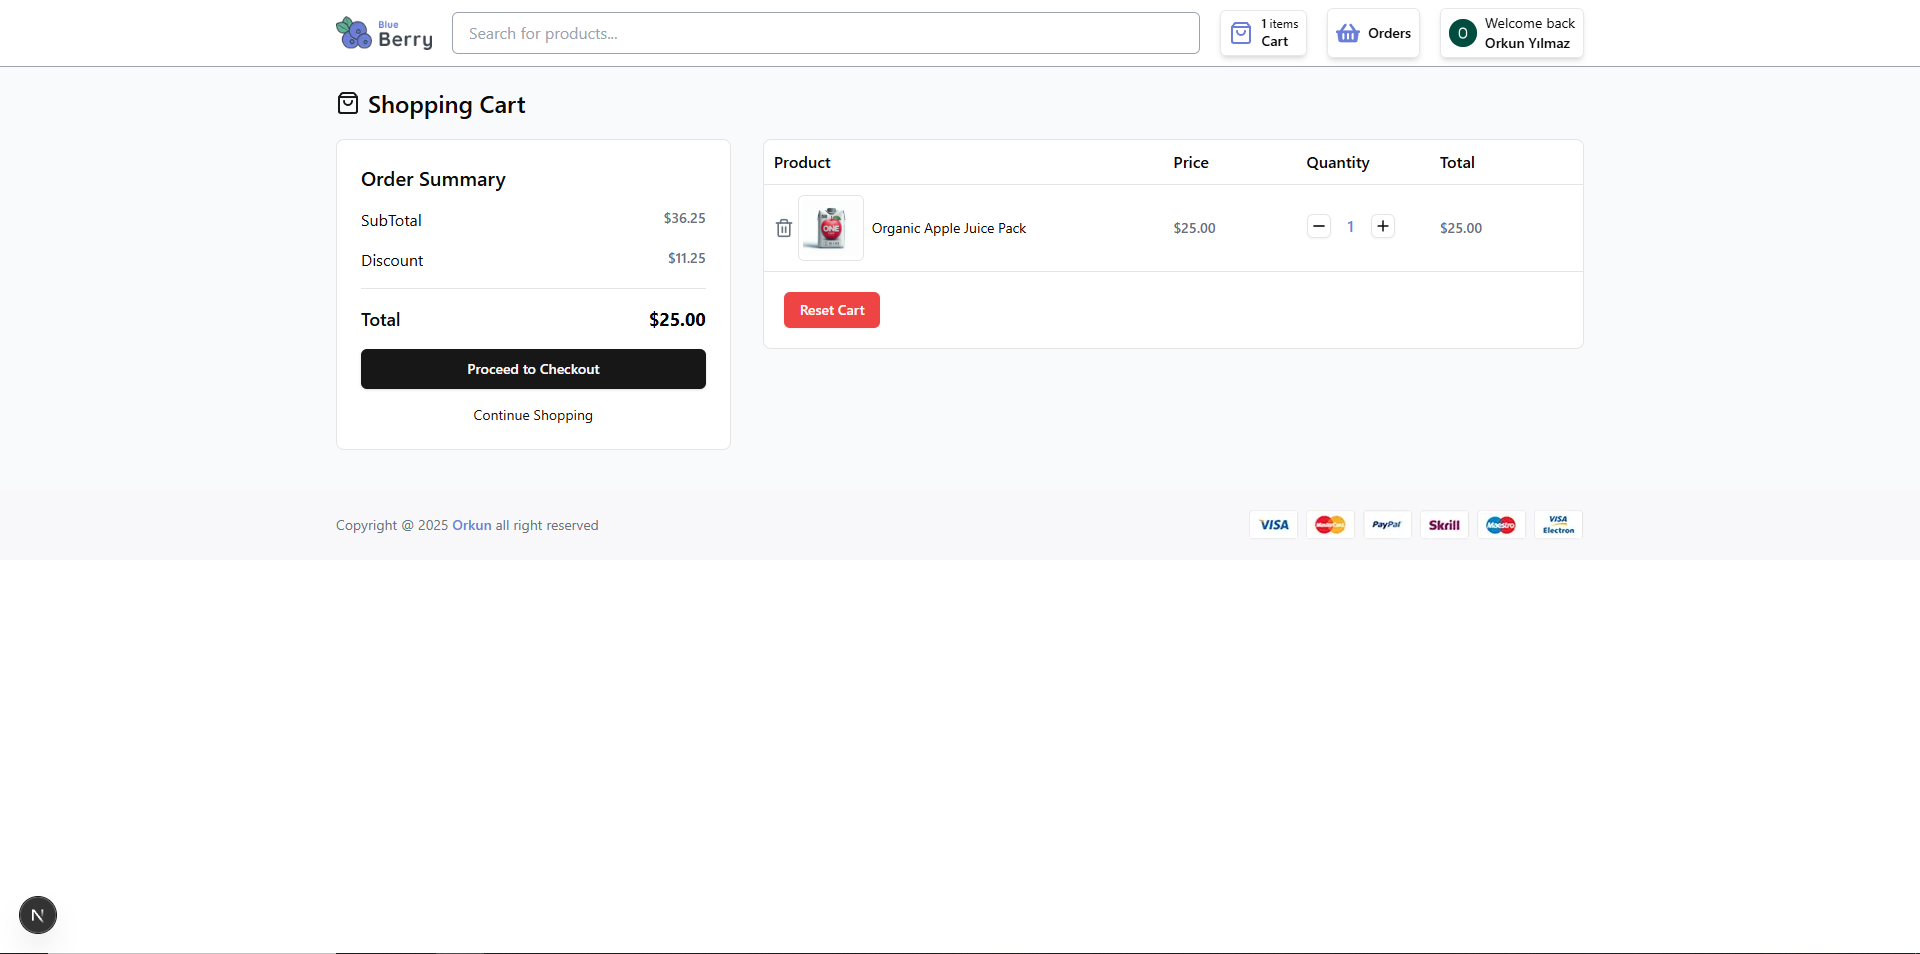 Blue
Berry
Search for products...
1 items
Cart
Orders
O
Welcome back
Orkun Yılmaz
Shopping Cart
Order Summary
SubTotal $36.25
Discount $11.25
Total $25.00
Proceed to Checkout
Continue Shopping
Product Price Quantity Total
ONE
Organic Apple Juice Pack $25.00 1 $25.00
Reset Cart
Copyright @ 2025 Orkun all right reserved
VISA
MasterCard
PayPal
Skrill
Maestro
VISA
Electron
N